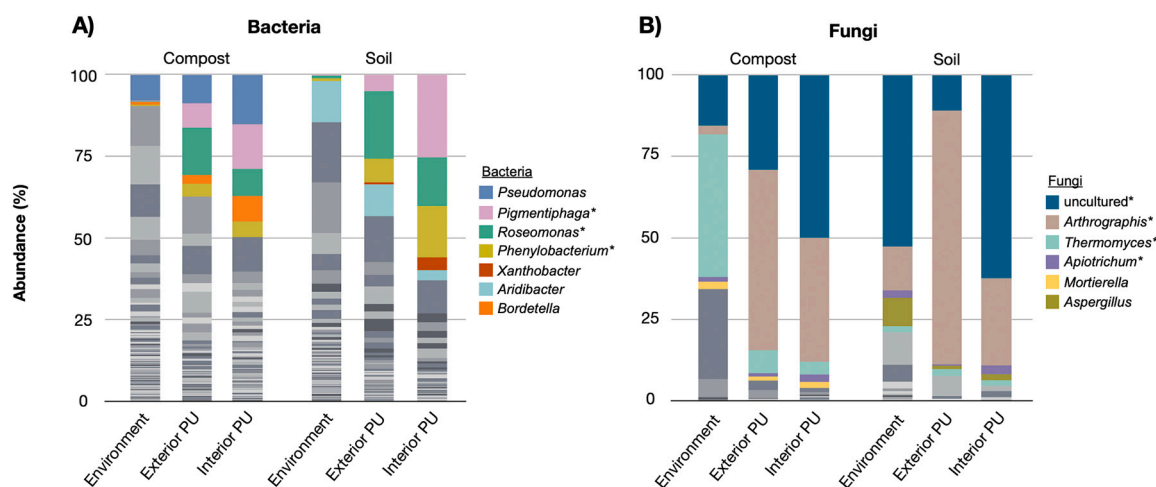 A)
Bacteria
Compost
Soil
Abundance (%)
100
75
50
25
0
Environment
Exterior PU
Interior PU
Environment
Exterior PU
Interior PU
Bacteria
Pseudomonas
Pigmentiphaga*
Roseomonas*
Phenylobacterium*
Xanthobacter
Aridibacter
Bordetella
B)
Fungi
Compost
Soil
100
75
50
25
0
Environment
Exterior PU
Interior PU
Environment
Exterior PU
Interior PU
Fungi
uncultured*
Arthrographis*
Thermomyces*
Apiotrichum*
Mortierella
Aspergillus